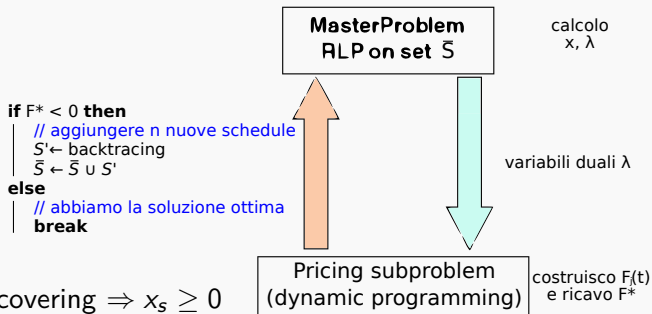 MasterProblem
RLP on set S̄
calcolo
x, λ
if F* < 0 then
// aggiungere n nuove schedule
S'← backtracing
S̄ ← S̄ ∪ S'
else
// abbiamo la soluzione ottima
break
variabili duali λ
covering ⇒ xₛ ≥ 0
Pricing subproblem
(dynamic programming)
costruisco Fⱼ(t)
e ricavo F*